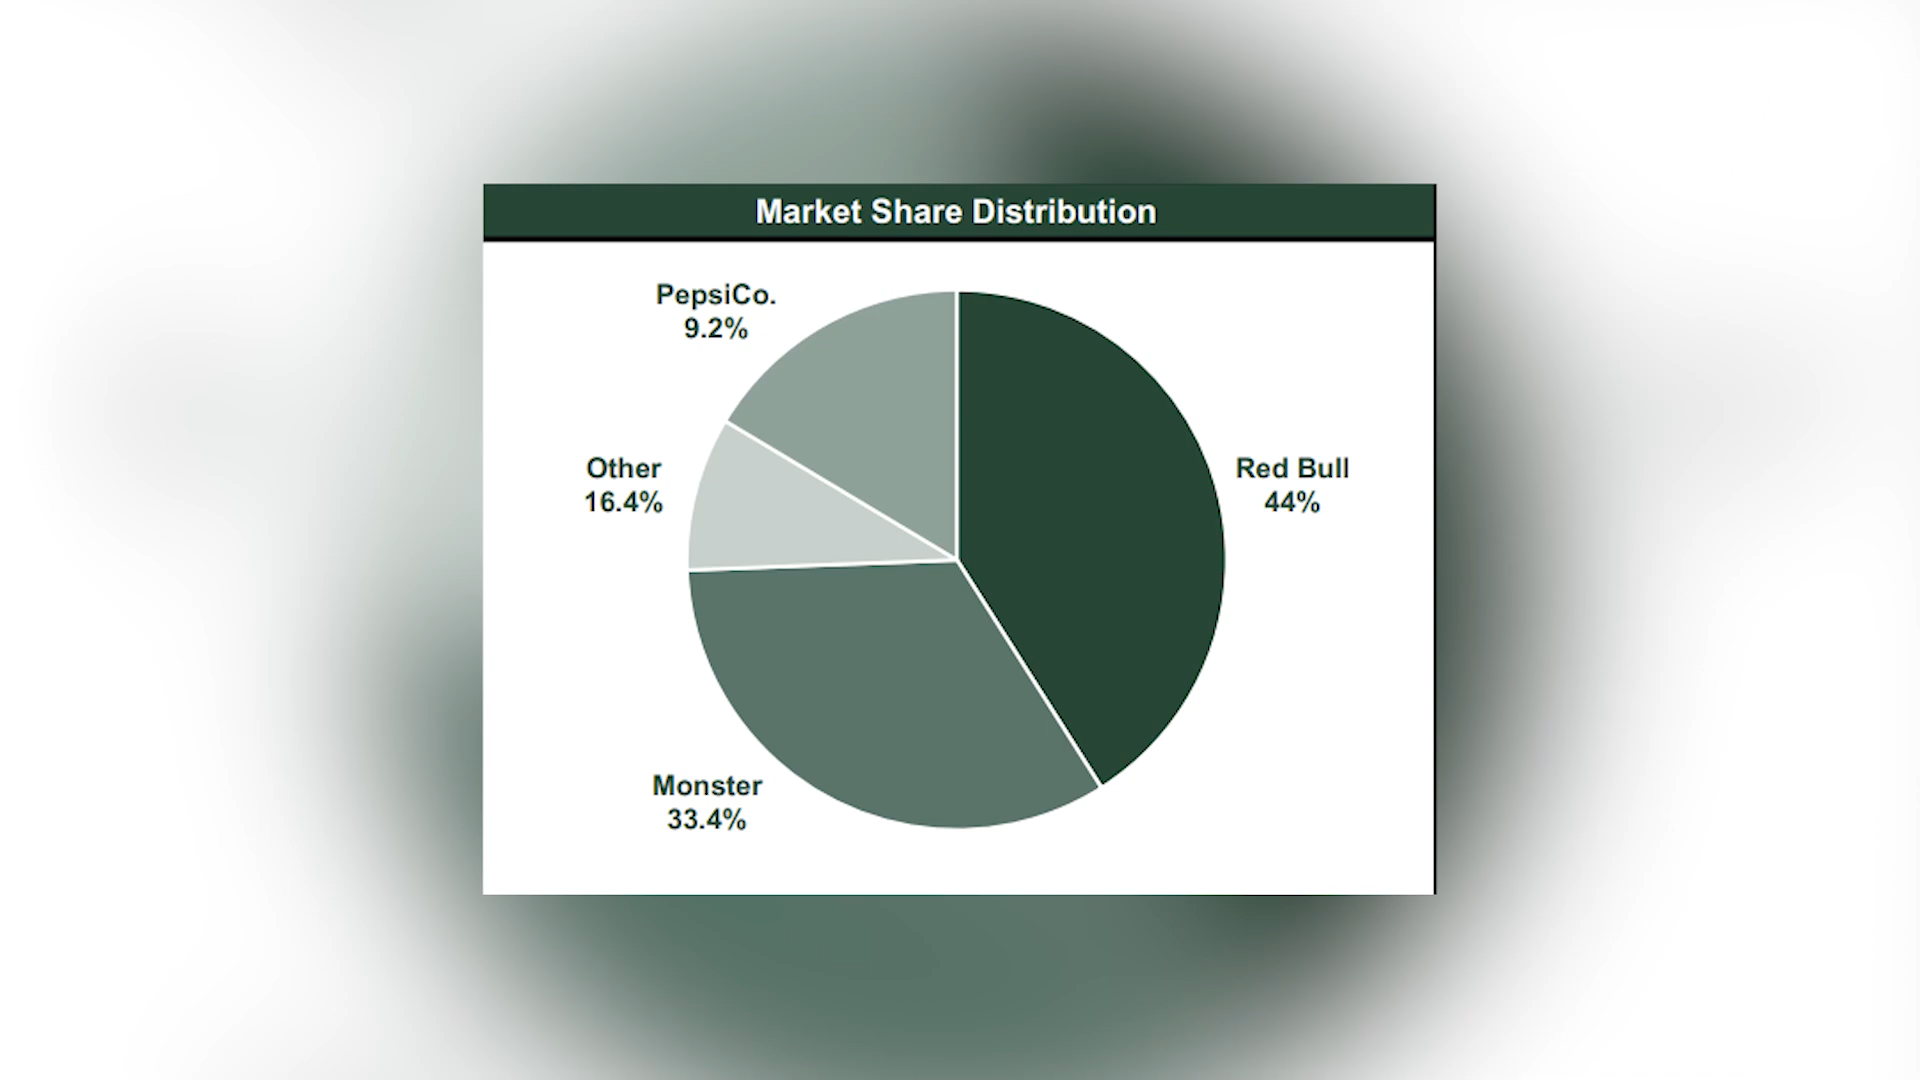 Market Share Distribution
PepsiCo.
9.2%
Other
16.4%
Red Bull
44%
Monster
33.4%